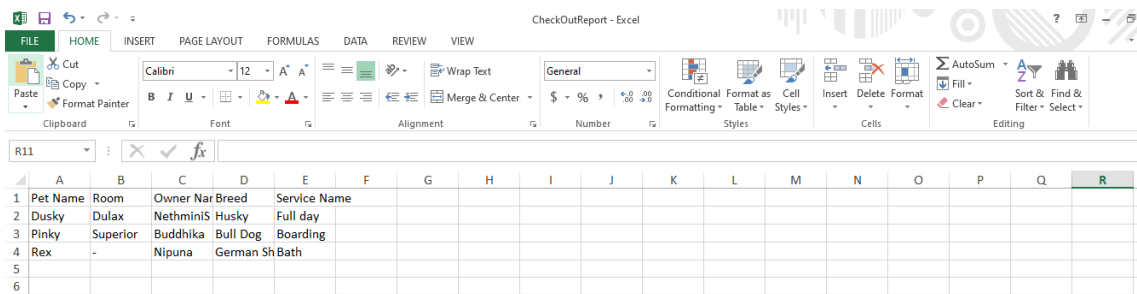 CheckOutReport - Excel
FILE HOME INSERT PAGE LAYOUT FORMULAS DATA REVIEW VIEW
Cut
Copy
Format Painter
Paste
Clipboard
Calibri 12
B I U
Font
Wrap Text
Merge & Center
Alignment
General
$ % ,
Number
Conditional Formatting
Format as Table
Cell Styles
Styles
Insert Delete Format
Cells
AutoSum
Fill
Clear
Sort & Filter
Find & Select
Editing
R11 fx
A B C D E F G H I J K L M N O P Q R
1 Pet Name Room Owner Nar Breed Service Name
2 Dusky Dulax NethminiS Husky Full day
3 Pinky Superior Buddhika Bull Dog Boarding
4 Rex - Nipuna German Sh Bath
5
6